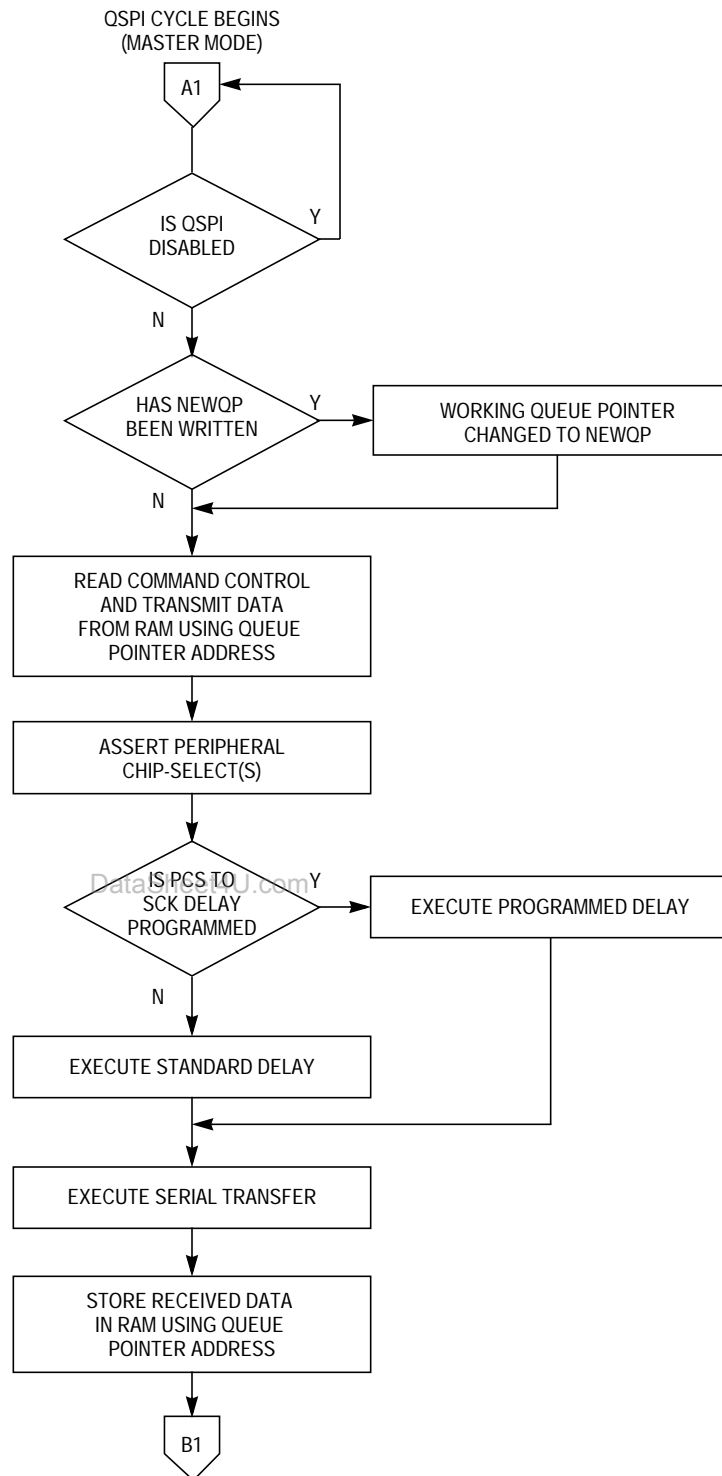 QSPI CYCLE BEGINS
(MASTER MODE)
A1
IS QSPI
DISABLED
Y
N
HAS NEWQP
BEEN WRITTEN
Y
WORKING QUEUE POINTER
CHANGED TO NEWQP
N
READ COMMAND CONTROL
AND TRANSMIT DATA
FROM RAM USING QUEUE
POINTER ADDRESS
ASSERT PERIPHERAL
CHIP-SELECT(S)
DataSheet4U.com
IS PCS TO
SCK DELAY
PROGRAMMED
Y
EXECUTE PROGRAMMED DELAY
N
EXECUTE STANDARD DELAY
EXECUTE SERIAL TRANSFER
STORE RECEIVED DATA
IN RAM USING QUEUE
POINTER ADDRESS
B1